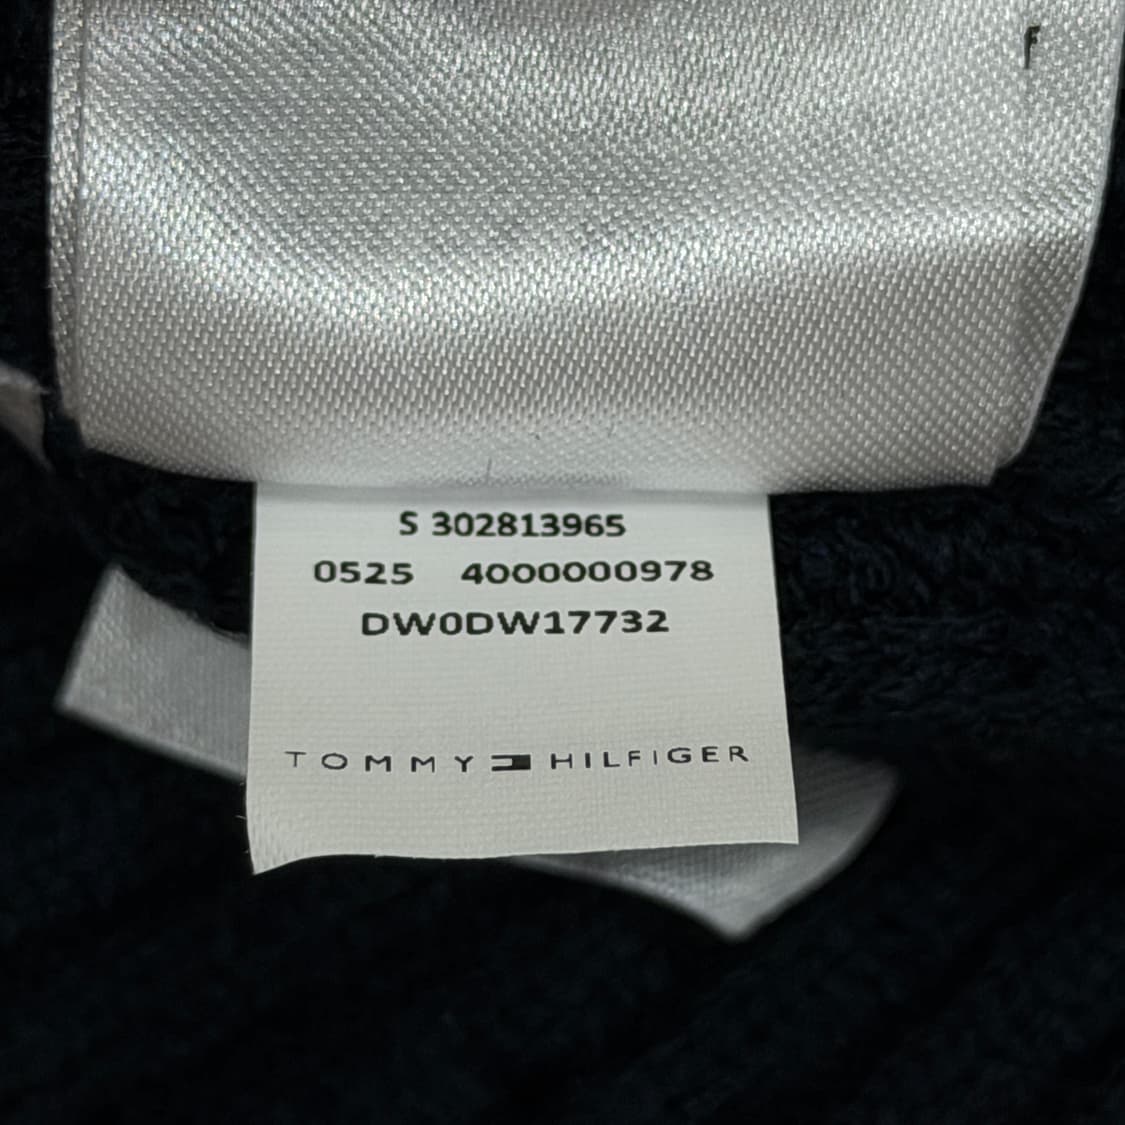 F
S 302813965
0525 4000000978
DW0DW17732
TOMMY HILFIGER